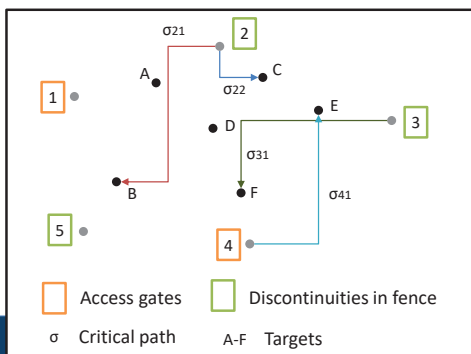 σ21
2
A
C
1
σ22
E
D
3
σ31
B
F
σ41
5
4
Access gates
Discontinuities in fence
σ Critical path
A-F Targets